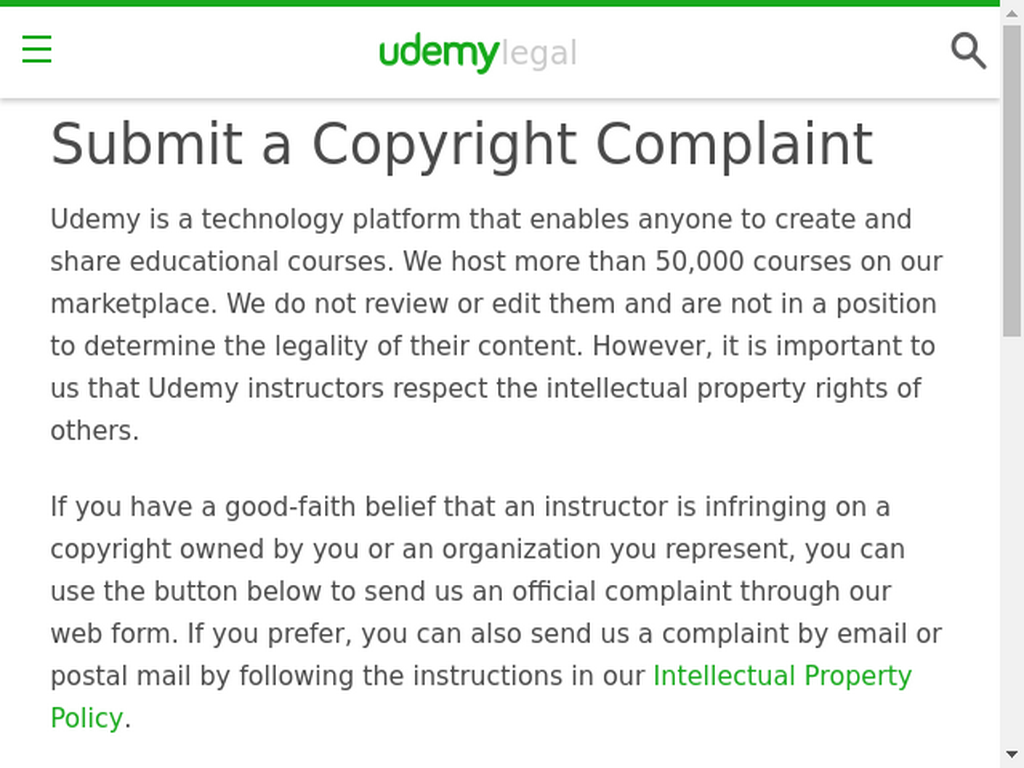 udemylegal
Submit a Copyright Complaint
Udemy is a technology platform that enables anyone to create and
share educational courses. We host more than 50,000 courses on our
marketplace. We do not review or edit them and are not in a position
to determine the legality of their content. However, it is important to
us that Udemy instructors respect the intellectual property rights of
others.
If you have a good-faith belief that an instructor is infringing on a
copyright owned by you or an organization you represent, you can
use the button below to send us an official complaint through our
web form. If you prefer, you can also send us a complaint by email or
postal mail by following the instructions in our Intellectual Property
Policy.